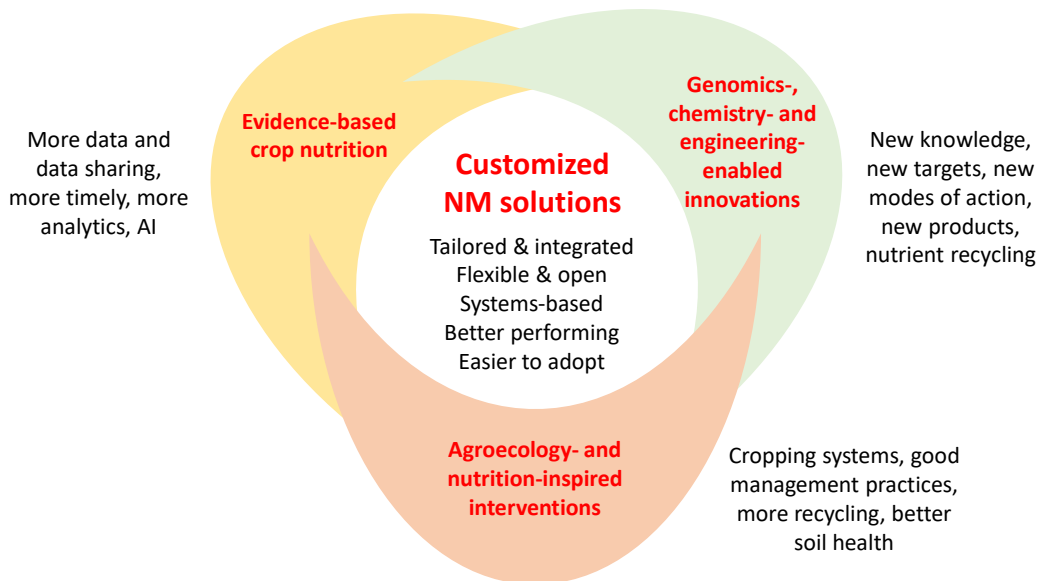 Evidence-based
crop nutrition
Genomics-,
chemistry- and
engineering-
enabled
innovations
More data and
data sharing,
more timely, more
analytics, AI
Customized
NM solutions
Tailored & integrated
Flexible & open
Systems-based
Better performing
Easier to adopt
New knowledge,
new targets, new
modes of action,
new products,
nutrient recycling
Agroecology- and
nutrition-inspired
interventions
Cropping systems, good
management practices,
more recycling, better
soil health